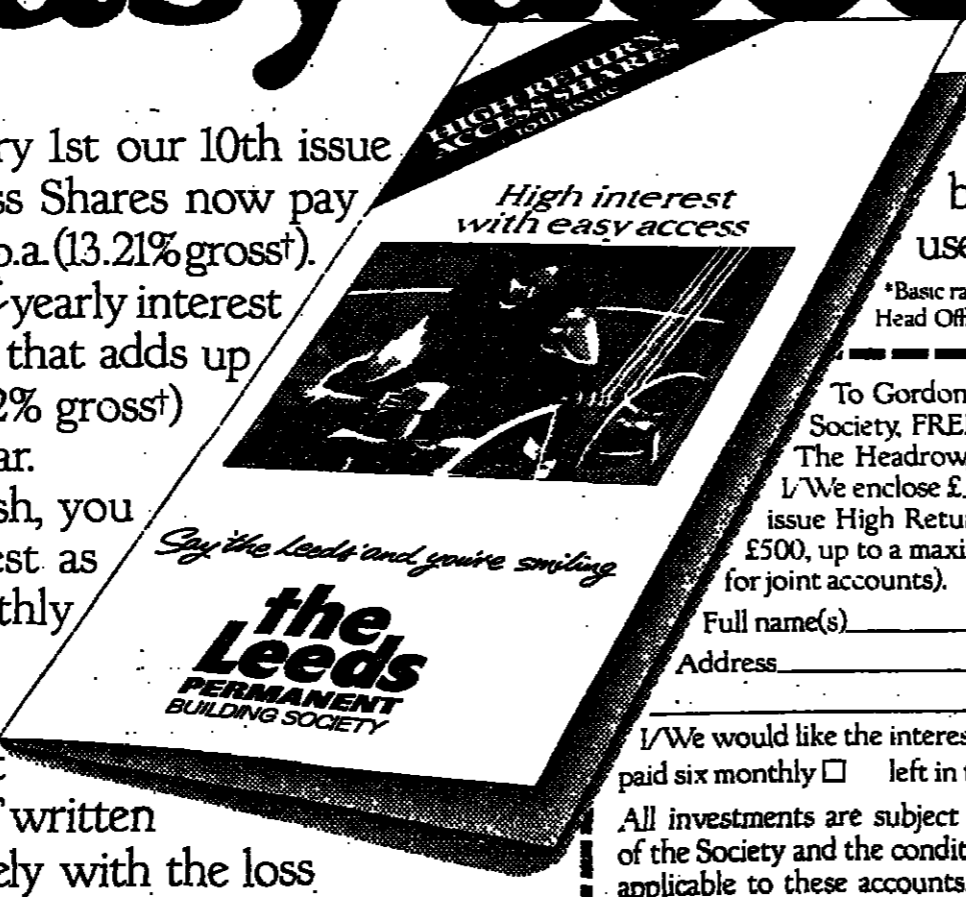 ry 1st our 10th issue
ss Shares now pay
p.a. (13.21% gross†).
-yearly interest
that adds up
2% gross†)
ar.
sh, you
est as
thly
written
ely with the loss
HIGH RETURN
ACCESS SHARES
10th ISSUE
High interest
with easy access
Say 'the Leeds' and you're smiling
the
Leeds
PERMANENT
BUILDING SOCIETY
b
use
*Basic ra
Head Off
To Gordon
Society, FREE
The Headrow
I/We enclose £
issue High Retu
£500, up to a maxi
for joint accounts).
Full name(s)
Address
I/We would like the interes
paid six monthly ☐ left in t
All investments are subject
of the Society and the condit
applicable to these accounts